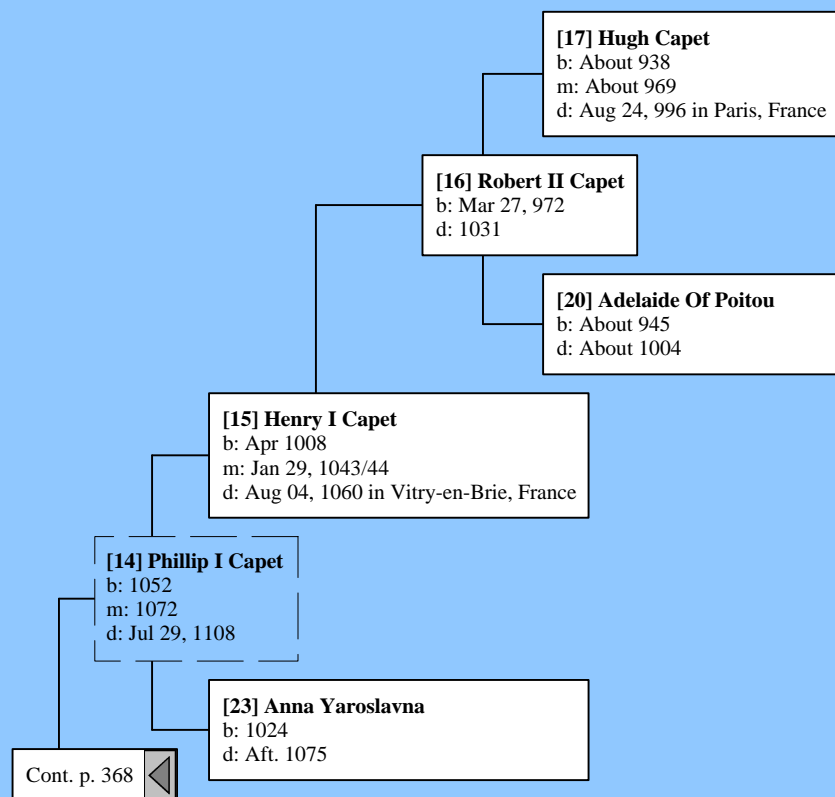 [17] Hugh Capet
b: About 938
m: About 969
d: Aug 24, 996 in Paris, France
[16] Robert II Capet
b: Mar 27, 972
d: 1031
[20] Adelaide Of Poitou
b: About 945
d: About 1004
[15] Henry I Capet
b: Apr 1008
m: Jan 29, 1043/44
d: Aug 04, 1060 in Vitry-en-Brie, France
[14] Phillip I Capet
b: 1052
m: 1072
d: Jul 29, 1108
[23] Anna Yaroslavna
b: 1024
d: Aft. 1075
Cont. p. 368